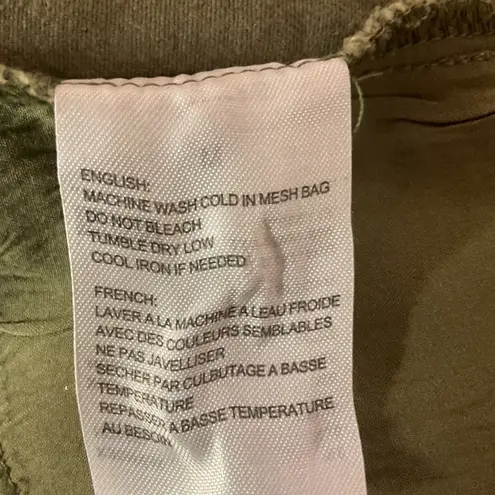 ENGLISH:
MACHINE WASH COLD IN MESH BAG
DO NOT BLEACH
TUMBLE DRY LOW
COOL IRON IF NEEDED
FRENCH:
LAVER A LA MACHINE A LEAU FROIDE
AVEC DES COULEURS SEMBLABLES
NE PAS JAVELLISER
SECHER PAR CULBUTAGE A BASSE
TEMPERATURE
REPASSER A BASSE TEMPERATURE
AU BESOIN